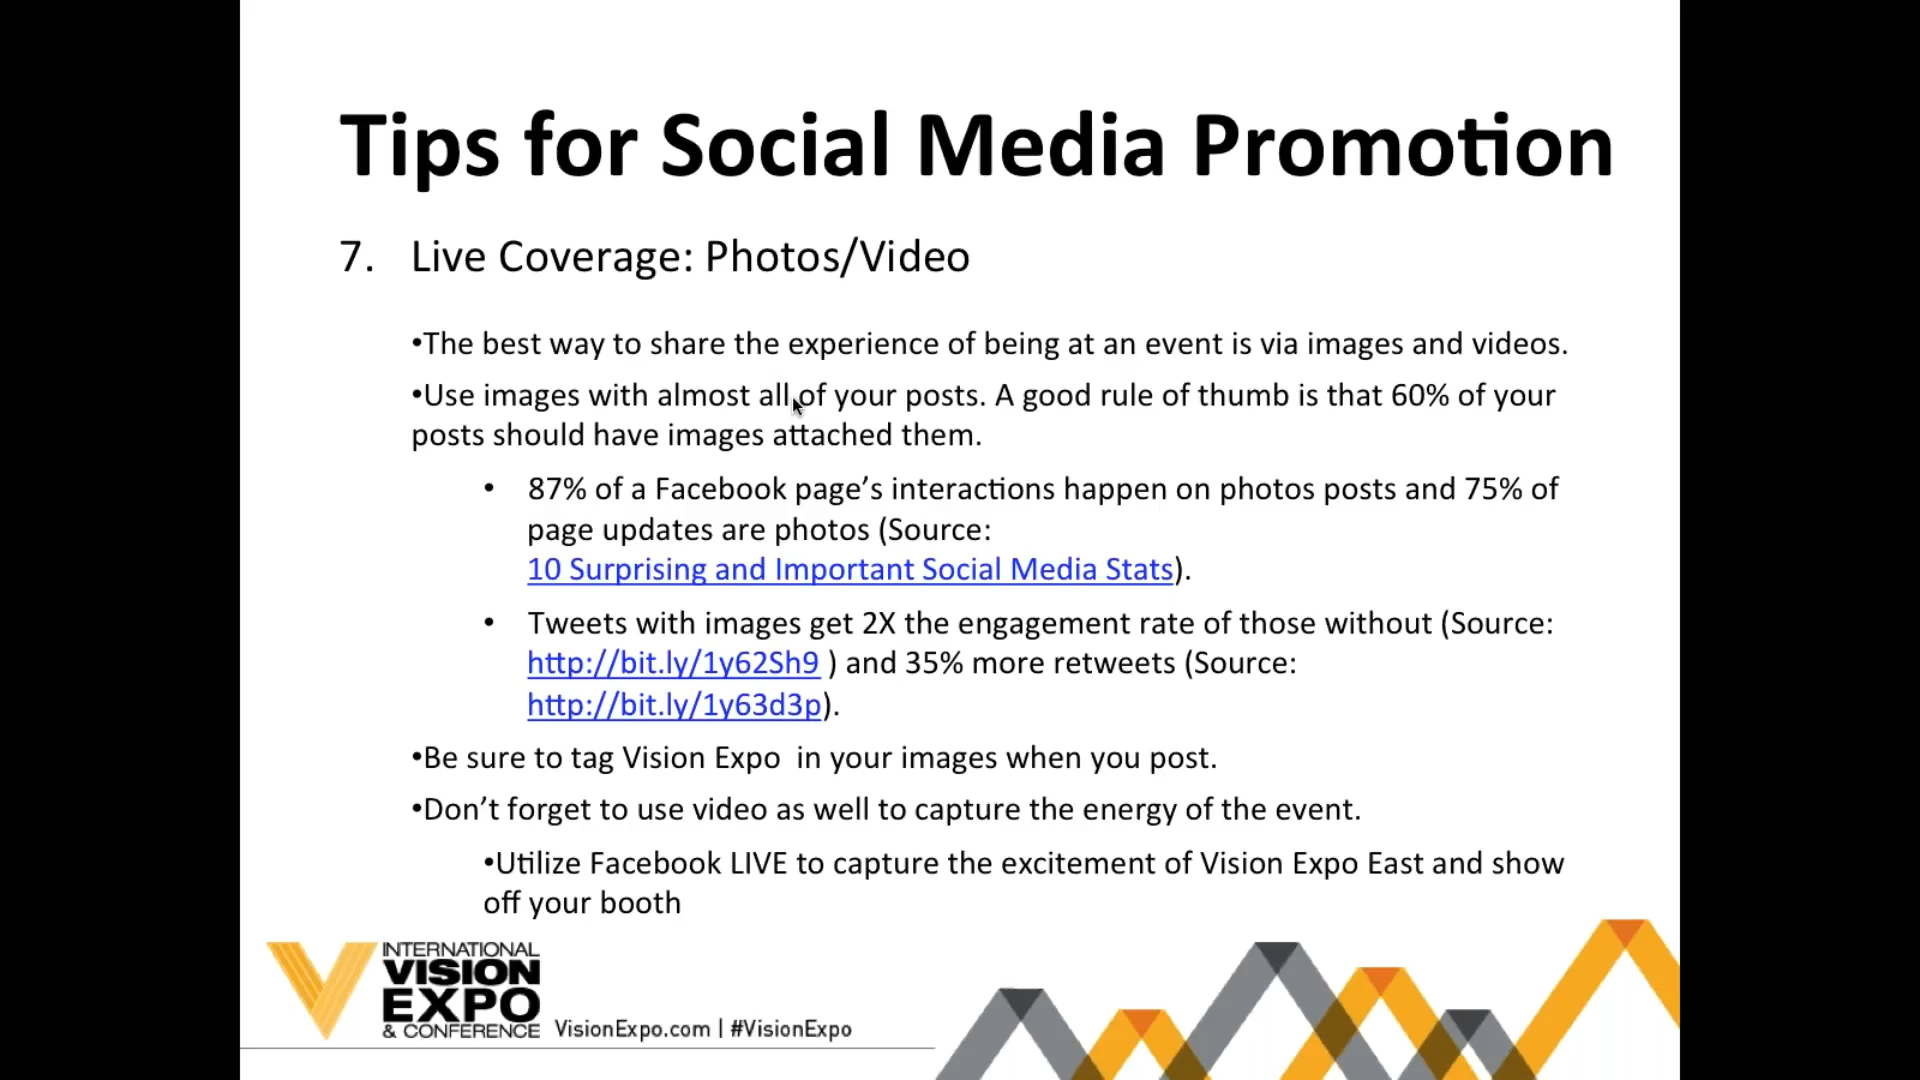 Tips for Social Media Promotion
7. Live Coverage: Photos/Video
•The best way to share the experience of being at an event is via images and videos.
•Use images with almost all of your posts. A good rule of thumb is that 60% of your
posts should have images attached them.
• 87% of a Facebook page’s interactions happen on photos posts and 75% of
page updates are photos (Source:
10 Surprising and Important Social Media Stats).
• Tweets with images get 2X the engagement rate of those without (Source:
http://bit.ly/1y62Sh9 ) and 35% more retweets (Source:
http://bit.ly/1y63d3p).
•Be sure to tag Vision Expo  in your images when you post.
•Don’t forget to use video as well to capture the energy of the event.
•Utilize Facebook LIVE to capture the excitement of Vision Expo East and show
off your booth
INTERNATIONAL
VISION
EXPO
& CONFERENCE
VisionExpo.com | #VisionExpo